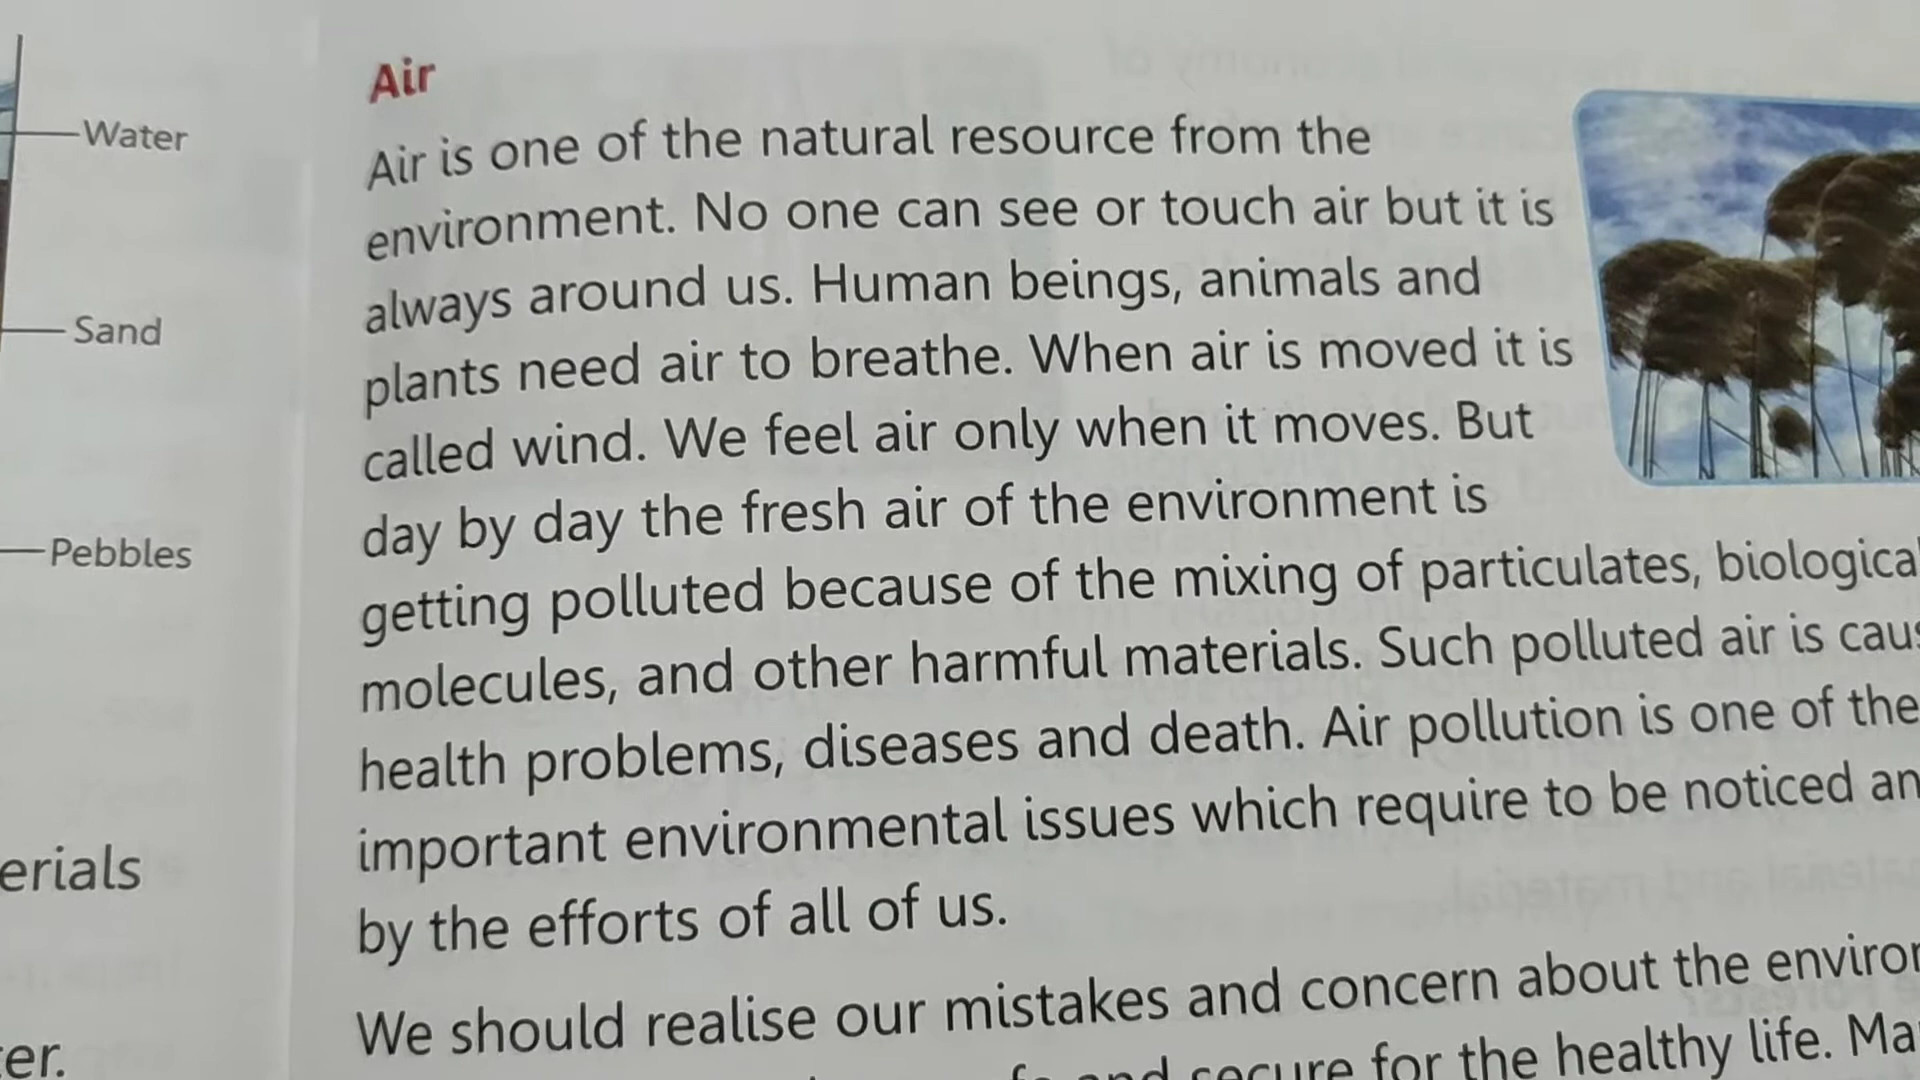 Water
Sand
Pebbles
Air
Air is one of the natural resource from the
environment. No one can see or touch air but it is
always around us. Human beings, animals and
plants need air to breathe. When air is moved it is
called wind. We feel air only when it moves. But
day by day the fresh air of the environment is
getting polluted because of the mixing of particulates, biologica
molecules, and other harmful materials. Such polluted air is caus
health problems, diseases and death. Air pollution is one of the
important environmental issues which require to be noticed an
by the efforts of all of us.
We should realise our mistakes and concern about the environ
and secure for the healthy life. Ma
erials
er.